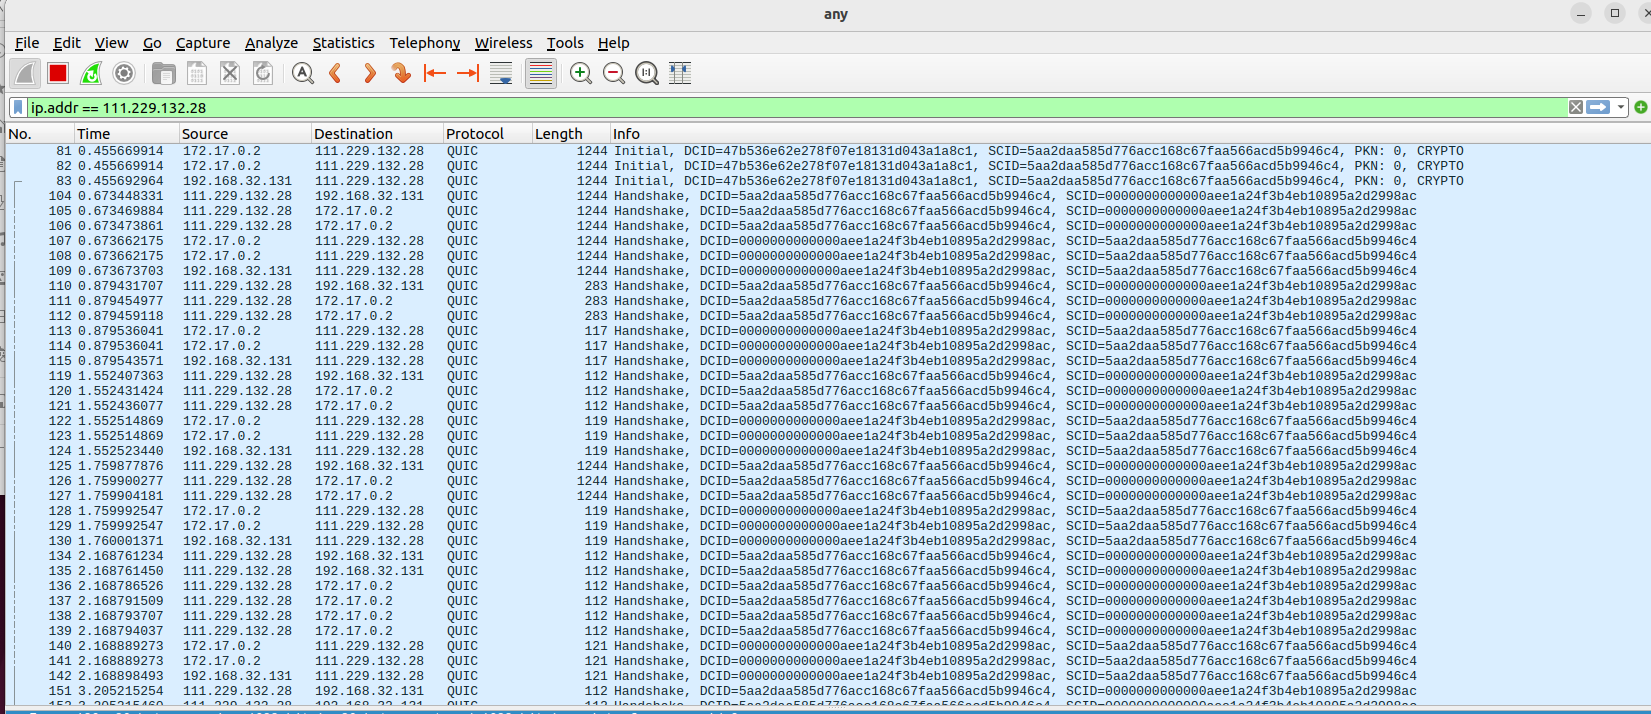 any
File Edit View Go Capture Analyze Statistics Telephony Wireless Tools Help
ip.addr == 111.229.132.28
No. Time Source Destination Protocol Length Info
81 0.455669914 172.17.0.2 111.229.132.28 QUIC 1244 Initial, DCID=47b536e62e278f07e18131d043a1a8c1, SCID=5aa2daa585d776acc168c67faa566acd5b9946c4, PKN: 0, CRYPTO
82 0.455669914 172.17.0.2 111.229.132.28 QUIC 1244 Initial, DCID=47b536e62e278f07e18131d043a1a8c1, SCID=5aa2daa585d776acc168c67faa566acd5b9946c4, PKN: 0, CRYPTO
83 0.455692964 192.168.32.131 111.229.132.28 QUIC 1244 Initial, DCID=47b536e62e278f07e18131d043a1a8c1, SCID=5aa2daa585d776acc168c67faa566acd5b9946c4, PKN: 0, CRYPTO
104 0.673448331 111.229.132.28 192.168.32.131 QUIC 1244 Handshake, DCID=5aa2daa585d776acc168c67faa566acd5b9946c4, SCID=0000000000000aee1a24f3b4eb10895a2d2998ac
105 0.673469884 111.229.132.28 172.17.0.2 QUIC 1244 Handshake, DCID=5aa2daa585d776acc168c67faa566acd5b9946c4, SCID=0000000000000aee1a24f3b4eb10895a2d2998ac
106 0.673473861 111.229.132.28 172.17.0.2 QUIC 1244 Handshake, DCID=5aa2daa585d776acc168c67faa566acd5b9946c4, SCID=0000000000000aee1a24f3b4eb10895a2d2998ac
107 0.673662175 172.17.0.2 111.229.132.28 QUIC 1244 Handshake, DCID=0000000000000aee1a24f3b4eb10895a2d2998ac, SCID=5aa2daa585d776acc168c67faa566acd5b9946c4
108 0.673662175 172.17.0.2 111.229.132.28 QUIC 1244 Handshake, DCID=0000000000000aee1a24f3b4eb10895a2d2998ac, SCID=5aa2daa585d776acc168c67faa566acd5b9946c4
109 0.673673703 192.168.32.131 111.229.132.28 QUIC 1244 Handshake, DCID=0000000000000aee1a24f3b4eb10895a2d2998ac, SCID=5aa2daa585d776acc168c67faa566acd5b9946c4
110 0.879431707 111.229.132.28 192.168.32.131 QUIC 283 Handshake, DCID=5aa2daa585d776acc168c67faa566acd5b9946c4, SCID=0000000000000aee1a24f3b4eb10895a2d2998ac
111 0.879454977 111.229.132.28 172.17.0.2 QUIC 283 Handshake, DCID=5aa2daa585d776acc168c67faa566acd5b9946c4, SCID=0000000000000aee1a24f3b4eb10895a2d2998ac
112 0.879459118 111.229.132.28 172.17.0.2 QUIC 283 Handshake, DCID=5aa2daa585d776acc168c67faa566acd5b9946c4, SCID=0000000000000aee1a24f3b4eb10895a2d2998ac
113 0.879536041 172.17.0.2 111.229.132.28 QUIC 117 Handshake, DCID=0000000000000aee1a24f3b4eb10895a2d2998ac, SCID=5aa2daa585d776acc168c67faa566acd5b9946c4
114 0.879536041 172.17.0.2 111.229.132.28 QUIC 117 Handshake, DCID=0000000000000aee1a24f3b4eb10895a2d2998ac, SCID=5aa2daa585d776acc168c67faa566acd5b9946c4
115 0.879543571 192.168.32.131 111.229.132.28 QUIC 117 Handshake, DCID=0000000000000aee1a24f3b4eb10895a2d2998ac, SCID=5aa2daa585d776acc168c67faa566acd5b9946c4
119 1.552407363 111.229.132.28 192.168.32.131 QUIC 112 Handshake, DCID=5aa2daa585d776acc168c67faa566acd5b9946c4, SCID=0000000000000aee1a24f3b4eb10895a2d2998ac
120 1.552431424 111.229.132.28 172.17.0.2 QUIC 112 Handshake, DCID=5aa2daa585d776acc168c67faa566acd5b9946c4, SCID=0000000000000aee1a24f3b4eb10895a2d2998ac
121 1.552436077 111.229.132.28 172.17.0.2 QUIC 112 Handshake, DCID=5aa2daa585d776acc168c67faa566acd5b9946c4, SCID=0000000000000aee1a24f3b4eb10895a2d2998ac
122 1.552514869 172.17.0.2 111.229.132.28 QUIC 119 Handshake, DCID=0000000000000aee1a24f3b4eb10895a2d2998ac, SCID=5aa2daa585d776acc168c67faa566acd5b9946c4
123 1.552514869 172.17.0.2 111.229.132.28 QUIC 119 Handshake, DCID=0000000000000aee1a24f3b4eb10895a2d2998ac, SCID=5aa2daa585d776acc168c67faa566acd5b9946c4
124 1.552523440 192.168.32.131 111.229.132.28 QUIC 119 Handshake, DCID=0000000000000aee1a24f3b4eb10895a2d2998ac, SCID=5aa2daa585d776acc168c67faa566acd5b9946c4
125 1.759877876 111.229.132.28 192.168.32.131 QUIC 1244 Handshake, DCID=5aa2daa585d776acc168c67faa566acd5b9946c4, SCID=0000000000000aee1a24f3b4eb10895a2d2998ac
126 1.759900277 111.229.132.28 172.17.0.2 QUIC 1244 Handshake, DCID=5aa2daa585d776acc168c67faa566acd5b9946c4, SCID=0000000000000aee1a24f3b4eb10895a2d2998ac
127 1.759904181 111.229.132.28 172.17.0.2 QUIC 1244 Handshake, DCID=5aa2daa585d776acc168c67faa566acd5b9946c4, SCID=0000000000000aee1a24f3b4eb10895a2d2998ac
128 1.759992547 172.17.0.2 111.229.132.28 QUIC 119 Handshake, DCID=0000000000000aee1a24f3b4eb10895a2d2998ac, SCID=5aa2daa585d776acc168c67faa566acd5b9946c4
129 1.759992547 172.17.0.2 111.229.132.28 QUIC 119 Handshake, DCID=0000000000000aee1a24f3b4eb10895a2d2998ac, SCID=5aa2daa585d776acc168c67faa566acd5b9946c4
130 1.760001371 192.168.32.131 111.229.132.28 QUIC 119 Handshake, DCID=0000000000000aee1a24f3b4eb10895a2d2998ac, SCID=5aa2daa585d776acc168c67faa566acd5b9946c4
134 2.168761234 111.229.132.28 192.168.32.131 QUIC 112 Handshake, DCID=5aa2daa585d776acc168c67faa566acd5b9946c4, SCID=0000000000000aee1a24f3b4eb10895a2d2998ac
135 2.168761450 111.229.132.28 192.168.32.131 QUIC 112 Handshake, DCID=5aa2daa585d776acc168c67faa566acd5b9946c4, SCID=0000000000000aee1a24f3b4eb10895a2d2998ac
136 2.168786526 111.229.132.28 172.17.0.2 QUIC 112 Handshake, DCID=5aa2daa585d776acc168c67faa566acd5b9946c4, SCID=0000000000000aee1a24f3b4eb10895a2d2998ac
137 2.168791509 111.229.132.28 172.17.0.2 QUIC 112 Handshake, DCID=5aa2daa585d776acc168c67faa566acd5b9946c4, SCID=0000000000000aee1a24f3b4eb10895a2d2998ac
138 2.168793707 111.229.132.28 172.17.0.2 QUIC 112 Handshake, DCID=5aa2daa585d776acc168c67faa566acd5b9946c4, SCID=0000000000000aee1a24f3b4eb10895a2d2998ac
139 2.168794037 111.229.132.28 172.17.0.2 QUIC 112 Handshake, DCID=5aa2daa585d776acc168c67faa566acd5b9946c4, SCID=0000000000000aee1a24f3b4eb10895a2d2998ac
140 2.168889273 172.17.0.2 111.229.132.28 QUIC 121 Handshake, DCID=0000000000000aee1a24f3b4eb10895a2d2998ac, SCID=5aa2daa585d776acc168c67faa566acd5b9946c4
141 2.168889273 172.17.0.2 111.229.132.28 QUIC 121 Handshake, DCID=0000000000000aee1a24f3b4eb10895a2d2998ac, SCID=5aa2daa585d776acc168c67faa566acd5b9946c4
142 2.168898493 192.168.32.131 111.229.132.28 QUIC 121 Handshake, DCID=0000000000000aee1a24f3b4eb10895a2d2998ac, SCID=5aa2daa585d776acc168c67faa566acd5b9946c4
151 3.205215254 111.229.132.28 192.168.32.131 QUIC 112 Handshake, DCID=5aa2daa585d776acc168c67faa566acd5b9946c4, SCID=0000000000000aee1a24f3b4eb10895a2d2998ac